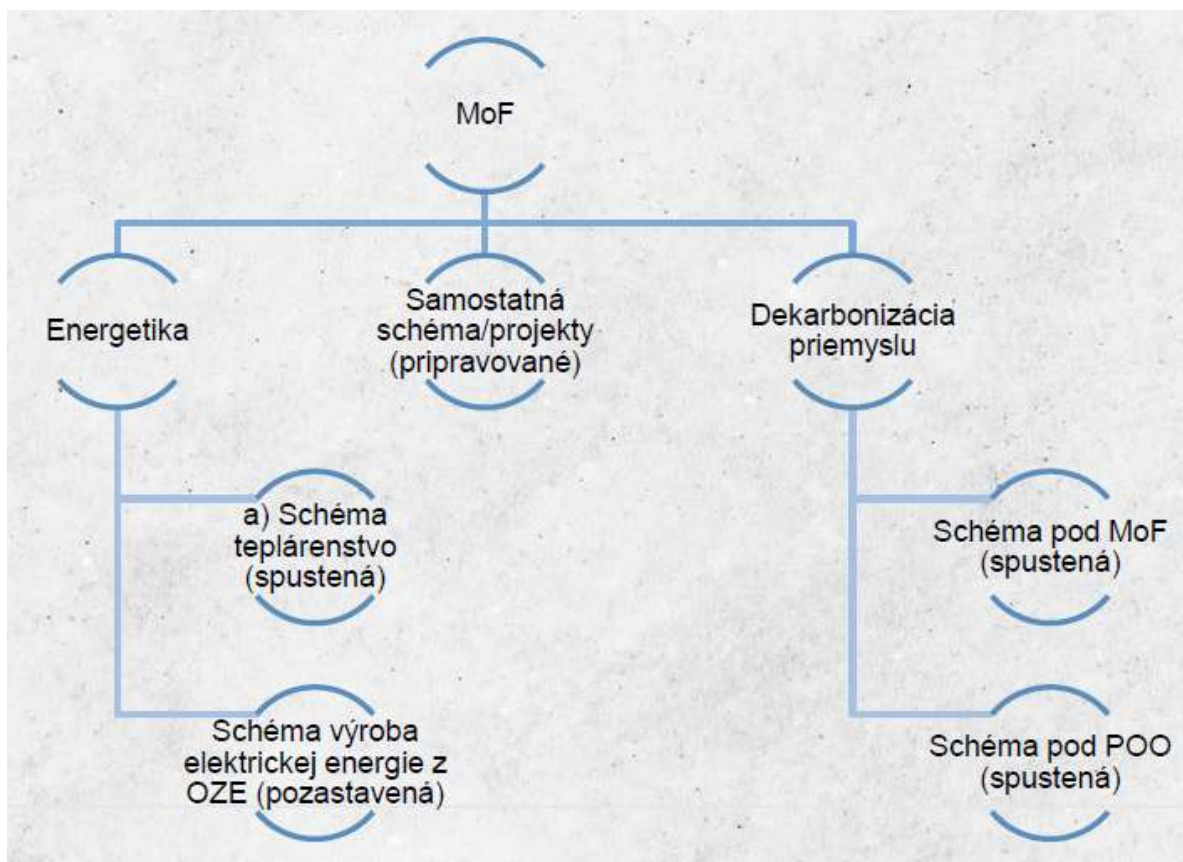 MoF
Energetika
Samostatná
schéma/projekty
(pripravované)
Dekarbonizácia
priemyslu
a) Schéma
teplárenstvo
(spustená)
Schéma pod MoF
(spustená)
Schéma výroba
elektrickej energie z
OZE (pozastavená)
Schéma pod POO
(spustená)